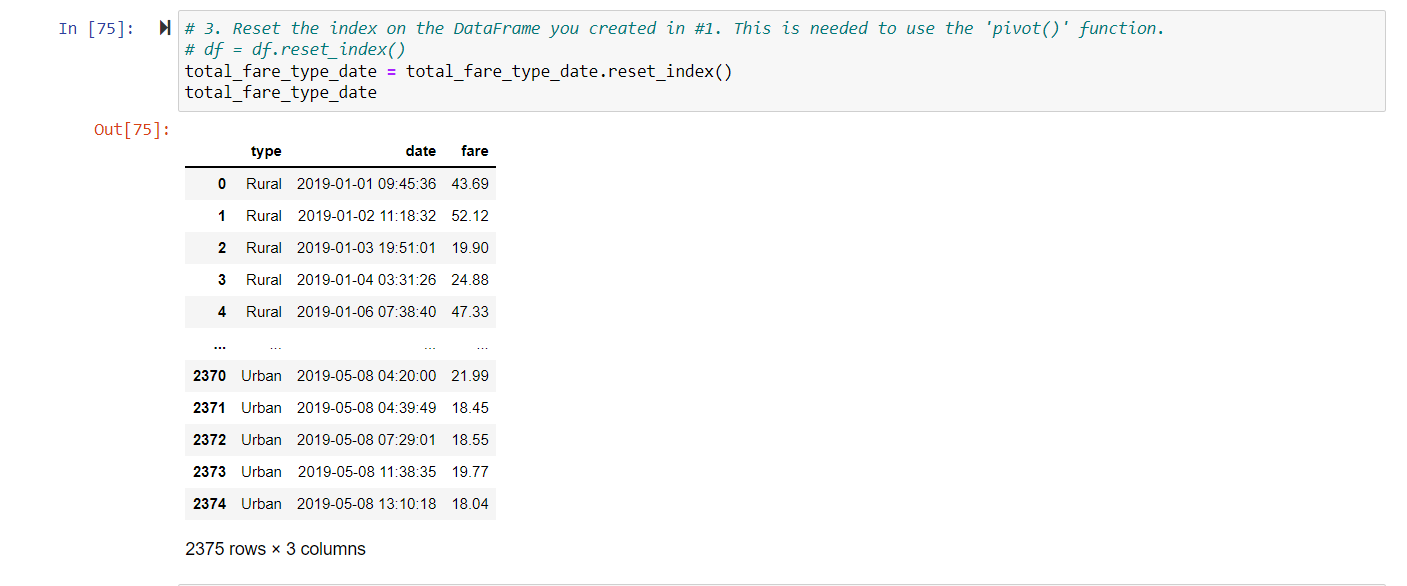 In [75]:
# 3. Reset the index on the DataFrame you created in #1. This is needed to use the 'pivot()' function.
# df = df.reset_index()
total_fare_type_date = total_fare_type_date.reset_index()
total_fare_type_date
Out[75]:
type date fare
0 Rural 2019-01-01 09:45:36 43.69
1 Rural 2019-01-02 11:18:32 52.12
2 Rural 2019-01-03 19:51:01 19.90
3 Rural 2019-01-04 03:31:26 24.88
4 Rural 2019-01-06 07:38:40 47.33
... ... ... ...
2370 Urban 2019-05-08 04:20:00 21.99
2371 Urban 2019-05-08 04:39:49 18.45
2372 Urban 2019-05-08 07:29:01 18.55
2373 Urban 2019-05-08 11:38:35 19.77
2374 Urban 2019-05-08 13:10:18 18.04
2375 rows × 3 columns